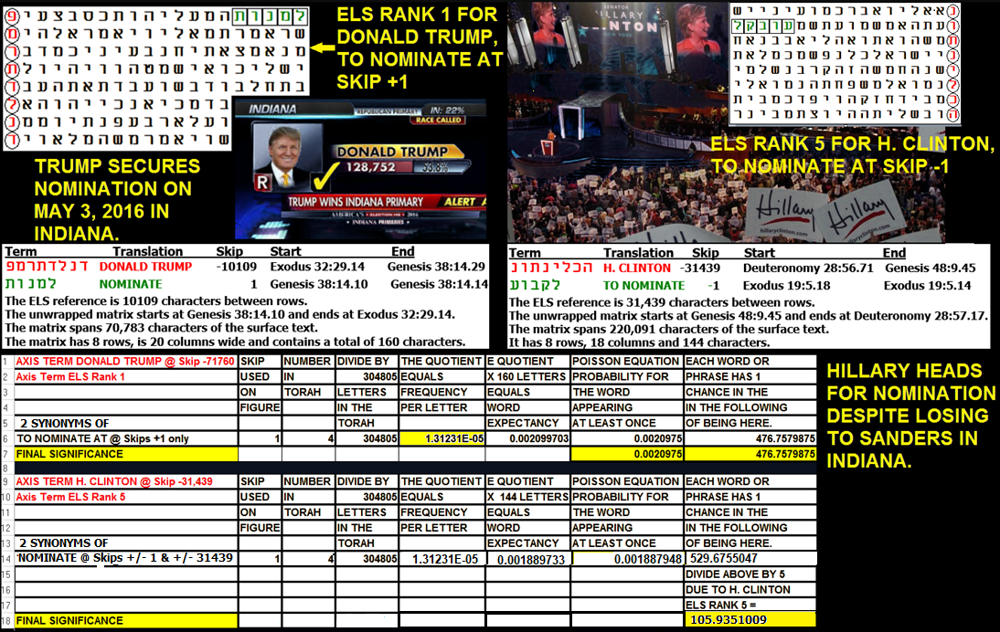 למנותהמעליהותכסבצעיפ
שראמרתמאליויאמראלהימ
מנאמצאתיחנבעיניכמדבר
ישליכואישמטהוויהיולת
בתחלבודבשועבדתאתהעבד
בדמכיאנכייהוהאל
ועלארבעפנתיוממנ
שויאמרמשהמלאויד
ELS RANK 1 FOR
DONALD TRUMP,
TO NOMINATE AT
SKIP +1
TRUMP SECURES
NOMINATION ON
MAY 3, 2016 IN
INDIANA.
INDIANA REPUBLICAN PRIMARY IN: 22%
RACE CALLED
DONALD TRUMP
R 128,752 53.8%
TRUMP WINS INDIANA PRIMARY ALERT
AMERICA'S ELECTION HQ 2016
INDIANA PRIMARIES
SENATOR
HILLARY
CLINTON
NEW YORK
נאאליואברכמועינייש
ועתהאמשמועתשמעובקל
תמשהואתאהליאבבנאח
ניישראלכלנפשמכמלאת
ישנהחמשהזהקרבנשלמי
לנמואלמשפחתהנמואלי
כמבידחזקהויפדכמבית
הובשליתההיוצתמבינר
ELS RANK 5 FOR H. CLINTON,
TO NOMINATE AT SKIP -1
Hillary
hillaryclinton.com
Hillary
hillaryclinton.com
Term Translation Skip Start End
דנלדתרמפ DONALD TRUMP -10109 Exodus 32:29.14 Genesis 38:14.29
למנות NOMINATE 1 Genesis 38:14.10 Genesis 38:14.14
The ELS reference is 10109 characters between rows.
The unwrapped matrix starts at Genesis 38:14.10 and ends at Exodus 32:29.14.
The matrix spans 70,783 characters of the surface text.
The matrix has 8 rows, is 20 columns wide and contains a total of 160 characters.
Term Translation Skip Start End
הכלינתונ H. CLINTON -31439 Deuteronomy 28:56.71 Genesis 48:9.45
לקבוע TO NOMINATE -1 Exodus 19:5.18 Exodus 19:5.14
The ELS reference is 31,439 characters between rows.
The unwrapped matrix starts at Genesis 48:9.45 and ends at Deuteronomy 28:57.17.
The matrix spans 220,091 characters of the surface text.
It has 8 rows, 18 columns and 144 characters.
1 AXIS TERM DONALD TRUMP @ Skip -71760 SKIP NUMBER DIVIDE BY THE QUOTIENT E QUOTIENT POISSON EQUATION EACH WORD OR
2 Axis Term ELS Rank 1 USED IN 304805 EQUALS X 160 LETTERS PROBABILITY FOR PHRASE HAS 1
3 ON TORAH LETTERS FREQUENCY EQUALS THE WORD CHANCE IN THE
4 FIGURE IN THE PER LETTER WORD APPEARING IN THE FOLLOWING
5 2 SYNONYMS OF TORAH EXPECTANCY AT LEAST ONCE OF BEING HERE.
6 TO NOMINATE AT @ Skips +1 only 1 4 304805 1.31231E-05 0.002099703 0.0020975 476.7579875
7 FINAL SIGNIFICANCE 0.0020975 476.7579875
8
9 AXIS TERM H. CLINTON @ Skip -31,439 SKIP NUMBER DIVIDE BY THE QUOTIENT E QUOTIENT POISSON EQUATION EACH WORD OR
10 Axis Term ELS Rank 5 USED IN 304805 EQUALS X 144 LETTERS PROBABILITY FOR PHRASE HAS 1
11 ON TORAH LETTERS FREQUENCY EQUALS THE WORD CHANCE IN THE
12 FIGURE IN THE PER LETTER WORD APPEARING IN THE FOLLOWING
13 2 SYNONYMS OF TORAH EXPECTANCY AT LEAST ONCE OF BEING HERE.
14 NOMINATE @ Skips +/- 1 & +/- 31439 1 4 304805 1.31231E-05 0.001889733 0.001887948 529.6755047
15 DIVIDE ABOVE BY 5
16 DUE TO H. CLINTON
17 ELS RANK 5 =
18 FINAL SIGNIFICANCE 105.9351009
HILLARY HEADS
FOR NOMINATION
DESPITE LOSING
TO SANDERS IN
INDIANA.